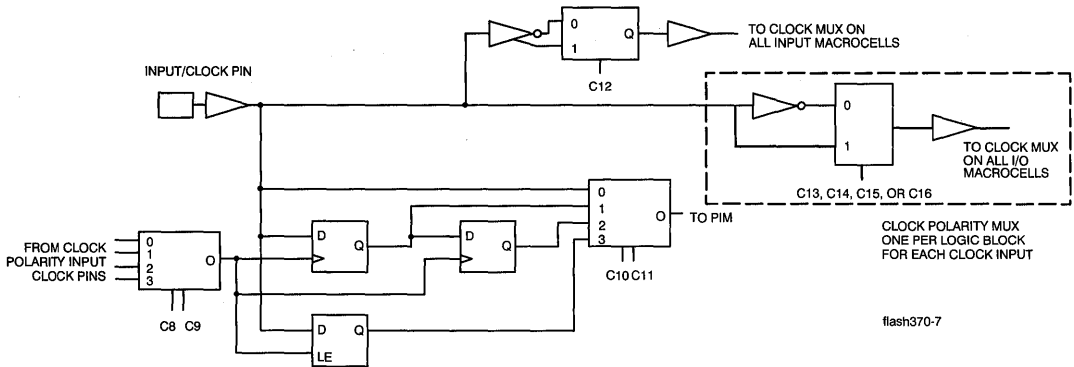 0
1
Q
C12
TO CLOCK MUX ON
ALL INPUT MACROCELLS
INPUT/CLOCK PIN
0
1
TO CLOCK MUX
ON ALL I/O
MACROCELLS
C13, C14, C15, OR C16
CLOCK POLARITY MUX
ONE PER LOGIC BLOCK
FOR EACH CLOCK INPUT
0
1
2
3
O
TO PIM
C10 C11
D
Q
D
Q
FROM CLOCK
POLARITY INPUT
CLOCK PINS
0
1
2
3
O
C8 C9
D
Q
LE
flash370-7